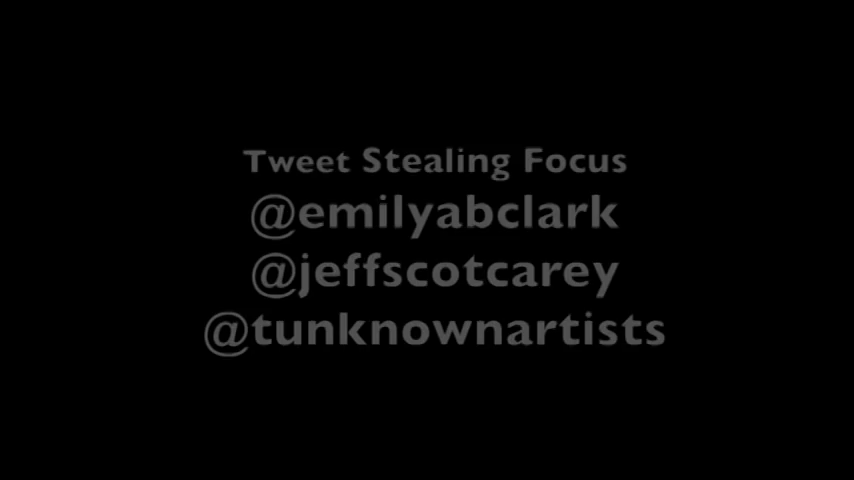 Tweet Stealing Focus
@emilyabclark
@jeffscotcarey
@tunknownartists